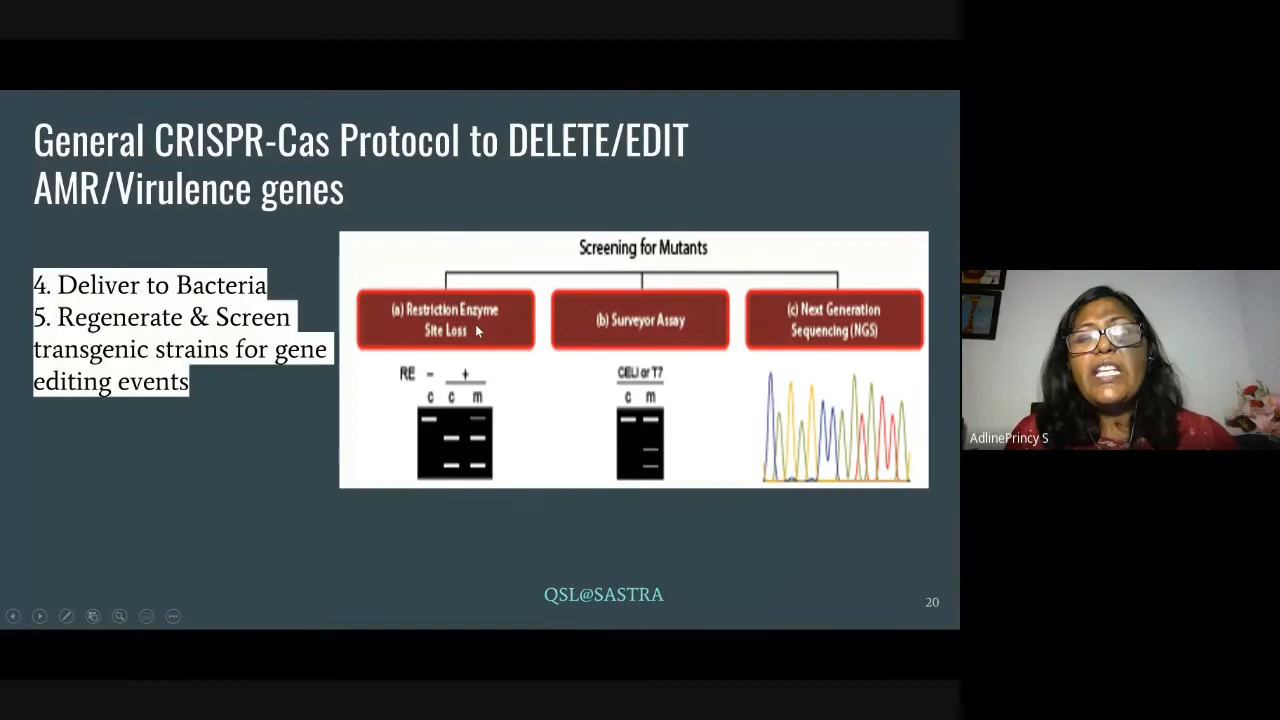 General CRISPR-Cas Protocol to DELETE/EDIT
AMR/Virulence genes
4. Deliver to Bacteria
5. Regenerate & Screen
transgenic strains for gene
editing events
Screening for Mutants
(a) Restriction Enzyme
Site Loss
(b) Surveyor Assay
(c) Next Generation
Sequencing (NGS)
RE – +
c c m
CELI or T7
c m
QSL@SASTRA
20
AdlinePrincy S